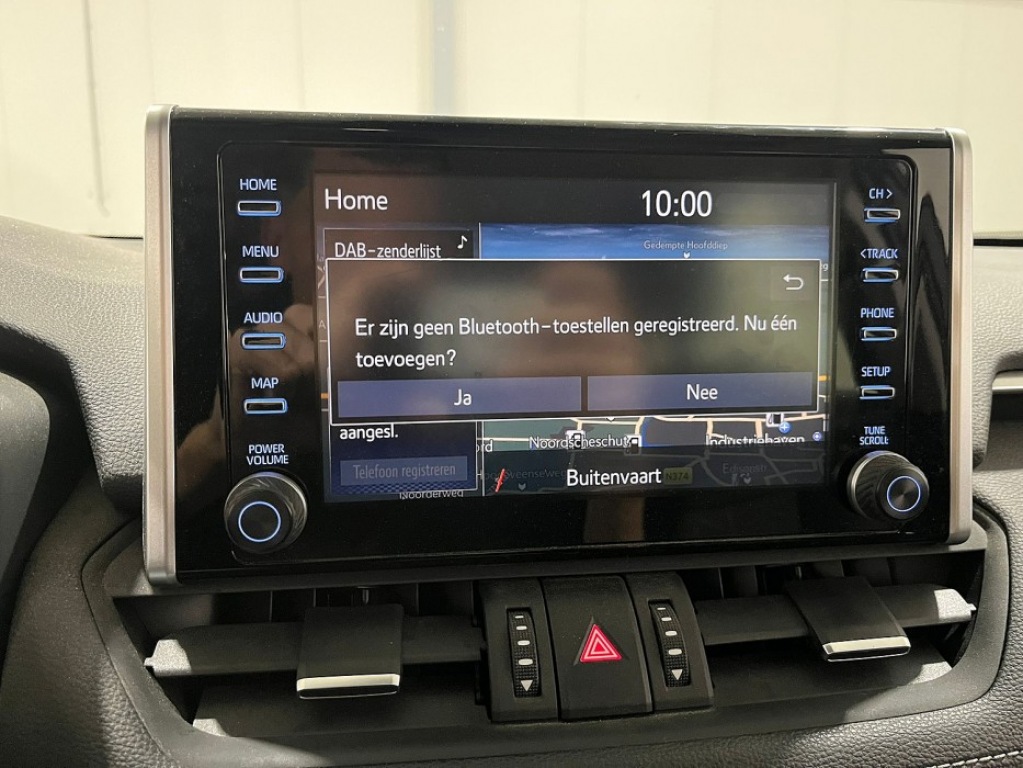 HOME
MENU
AUDIO
MAP
POWER
VOLUME
Home
10:00
DAB-zenderlijst
Gedempte Hoofddiep
Er zijn geen Bluetooth-toestellen geregistreerd. Nu één
toevoegen?
Ja
Nee
aangesl.
Noordscheschut
Industriehaven
Telefoon registreren
Buitenvaart
N374
Noorderweg
CH >
< TRACK
PHONE
SETUP
TUNE
SCROLL